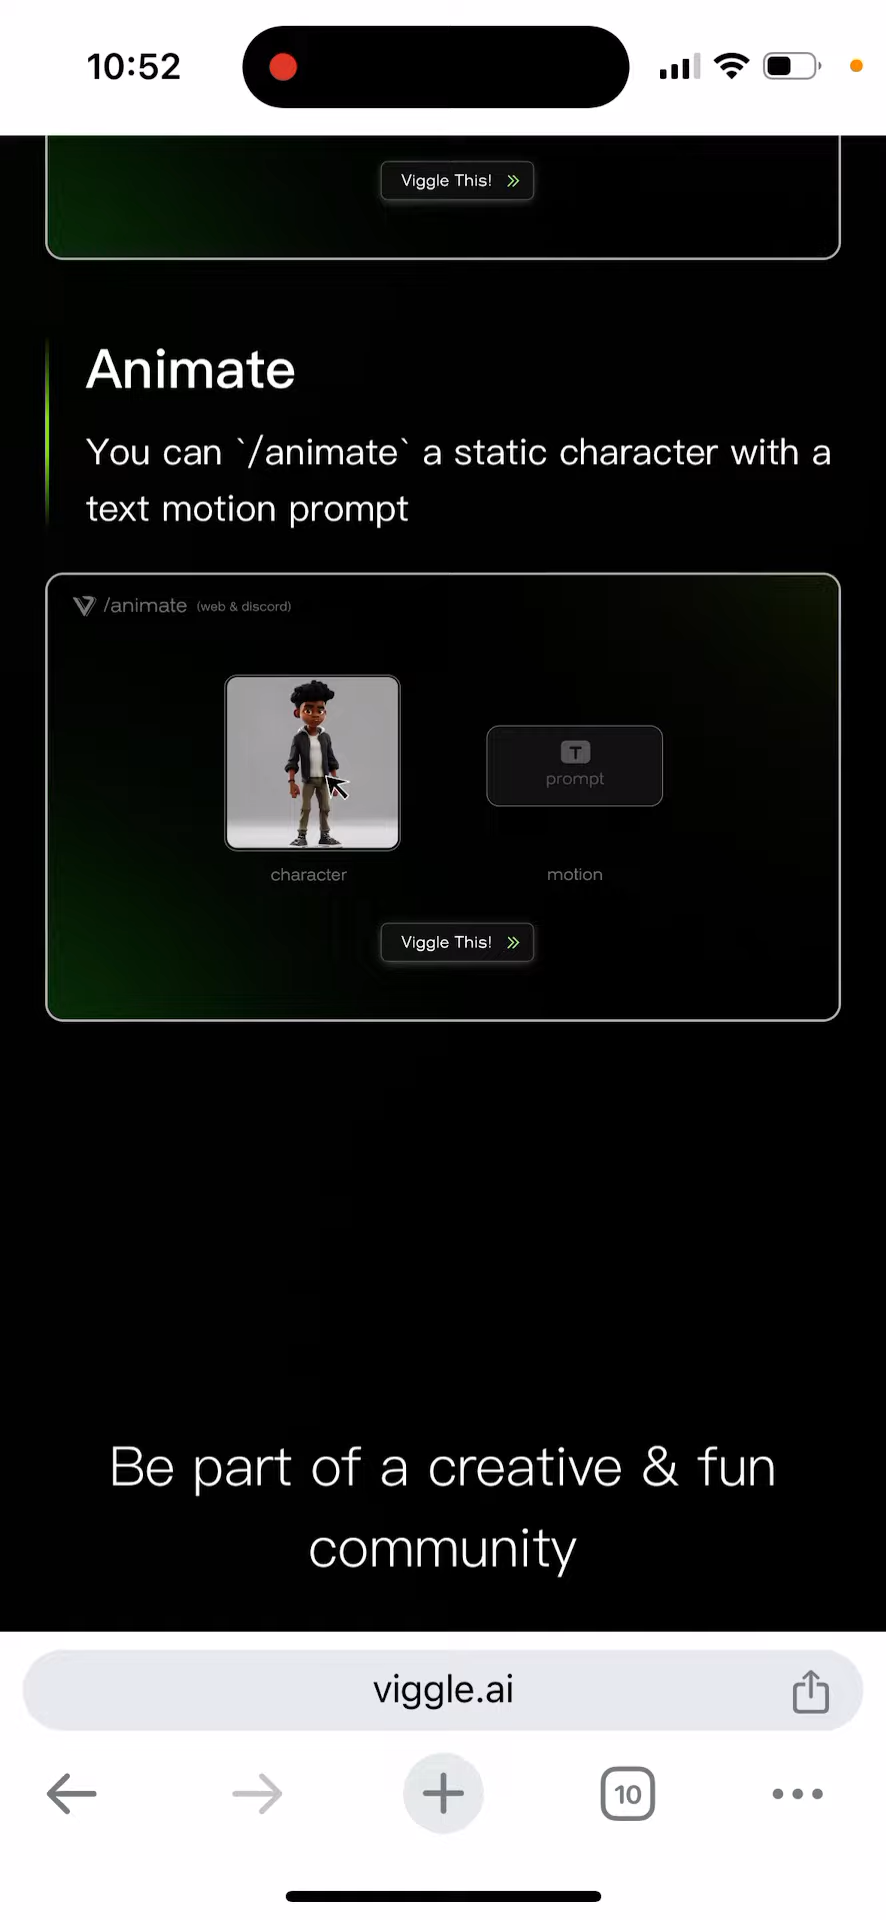 10:52
Viggle This!
Animate
You can `/animate` a static character with a
text motion prompt
/animate (web & discord)
T
prompt
character
motion
Viggle This!
Be part of a creative & fun
community
viggle.ai
10